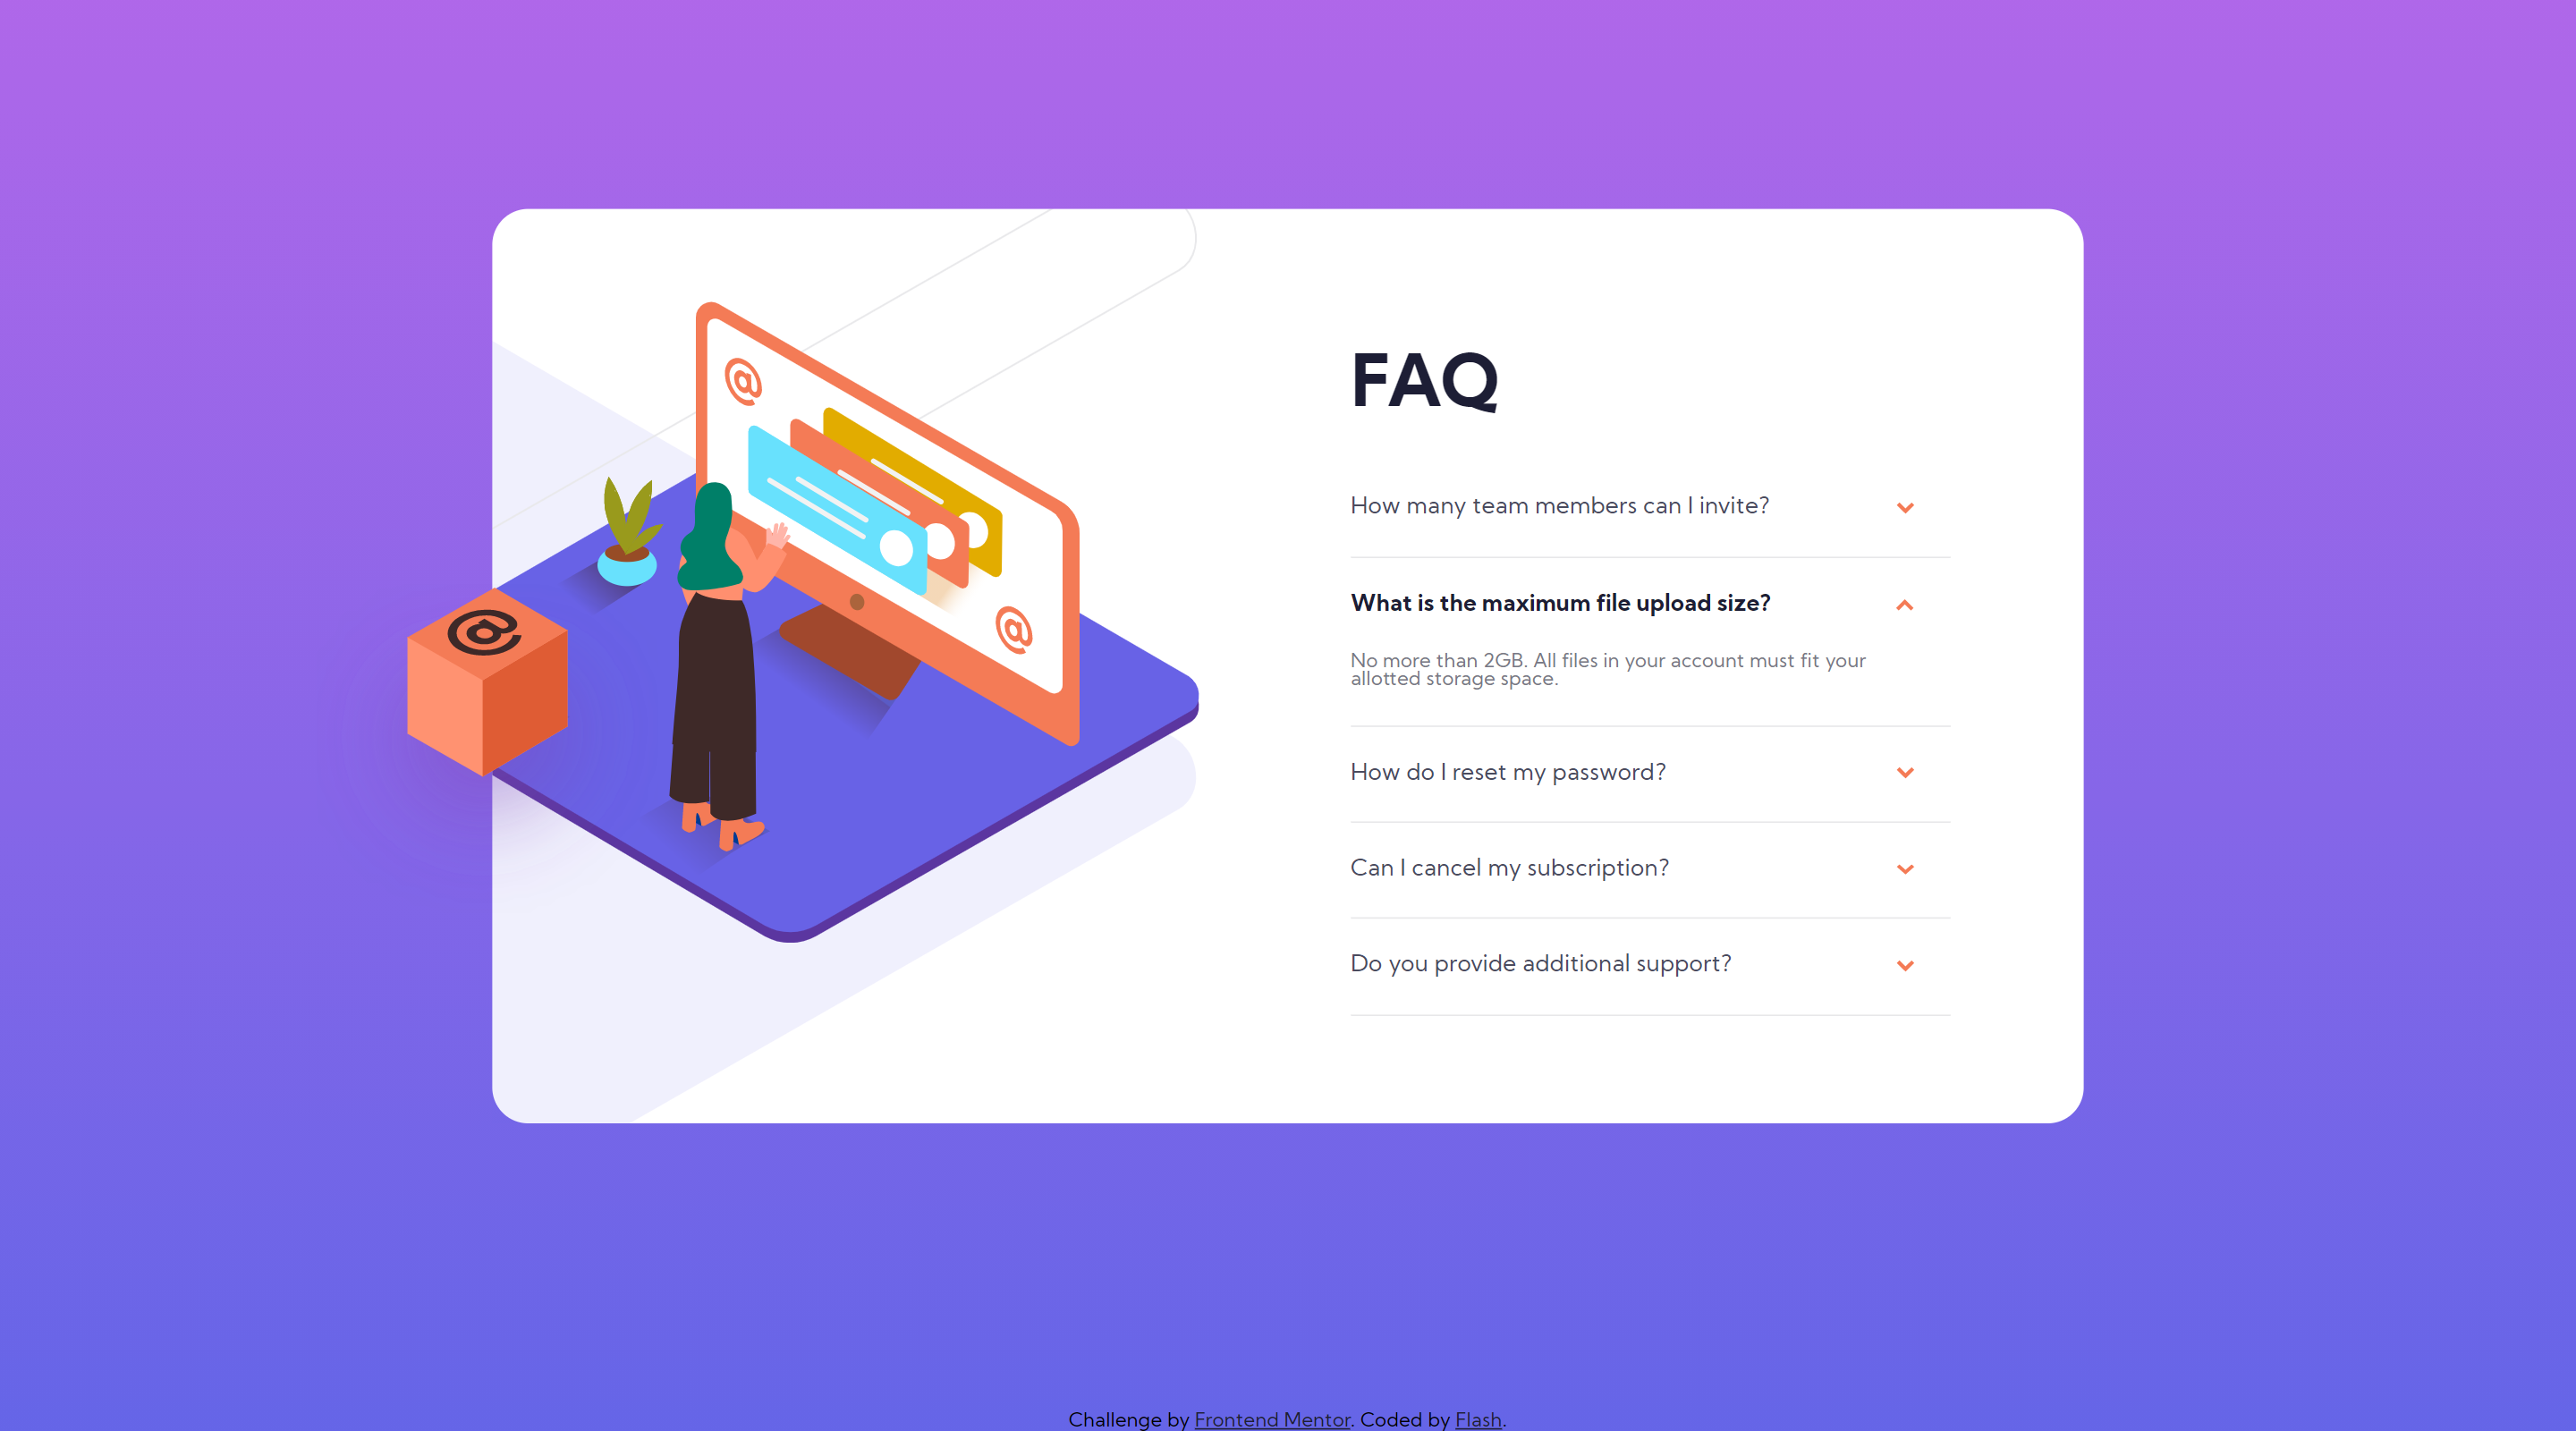 @
@
@
FAQ
How many team members can I invite?
What is the maximum file upload size?
No more than 2GB. All files in your account must fit your
allotted storage space.
How do I reset my password?
Can I cancel my subscription?
Do you provide additional support?
Challenge by Frontend Mentor. Coded by Flash.